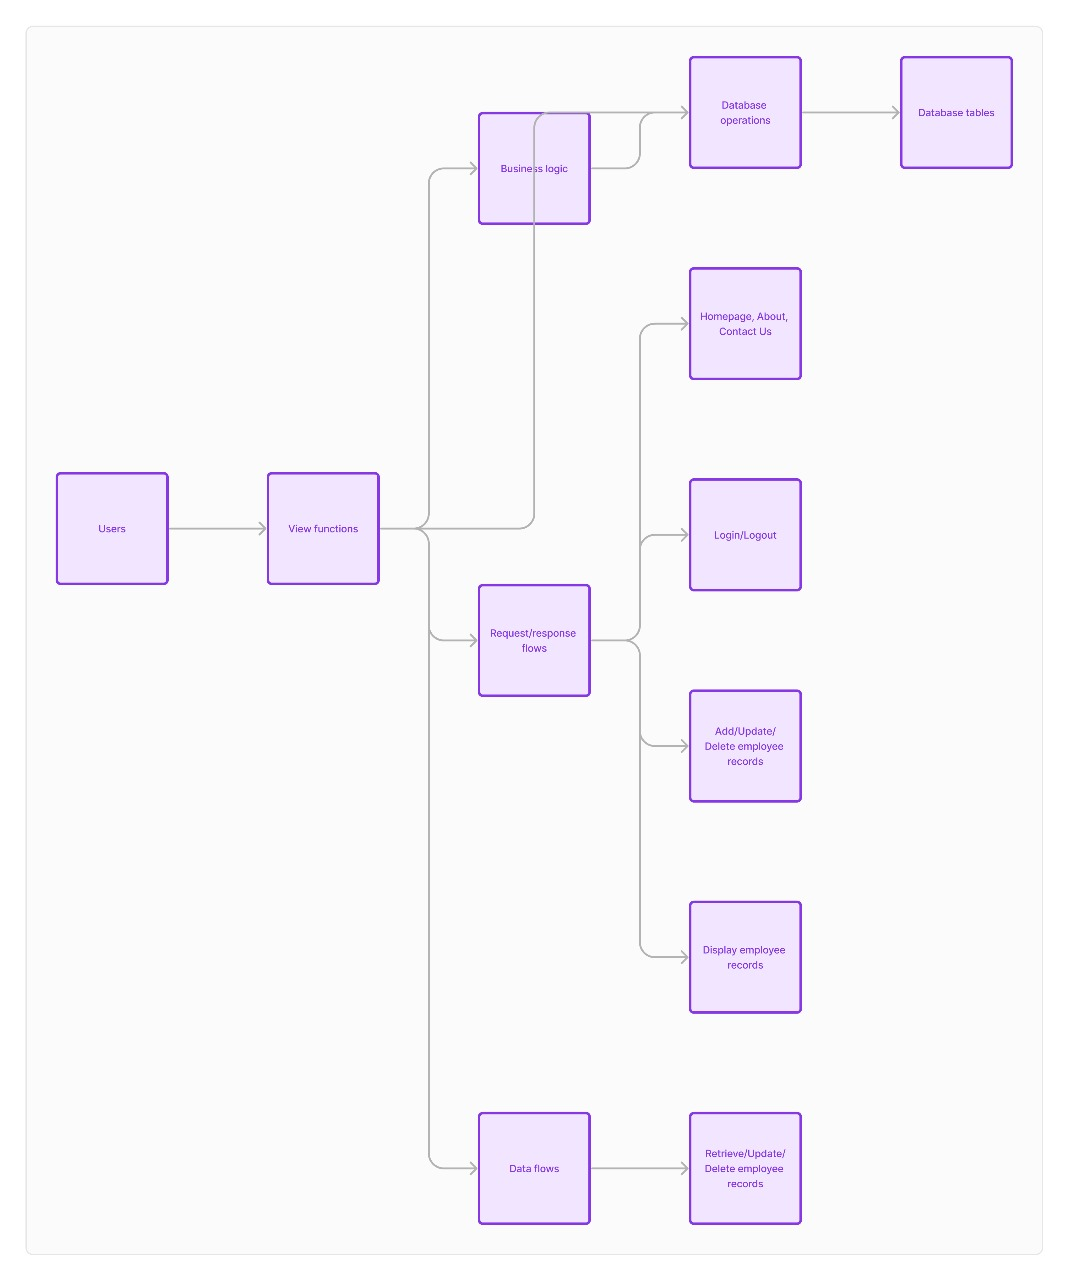 Database
operations
Database tables
Business logic
Homepage, About,
Contact Us
Users
View functions
Login/Logout
Request/response
flows
Add/Update/
Delete employee
records
Display employee
records
Data flows
Retrieve/Update/
Delete employee
records